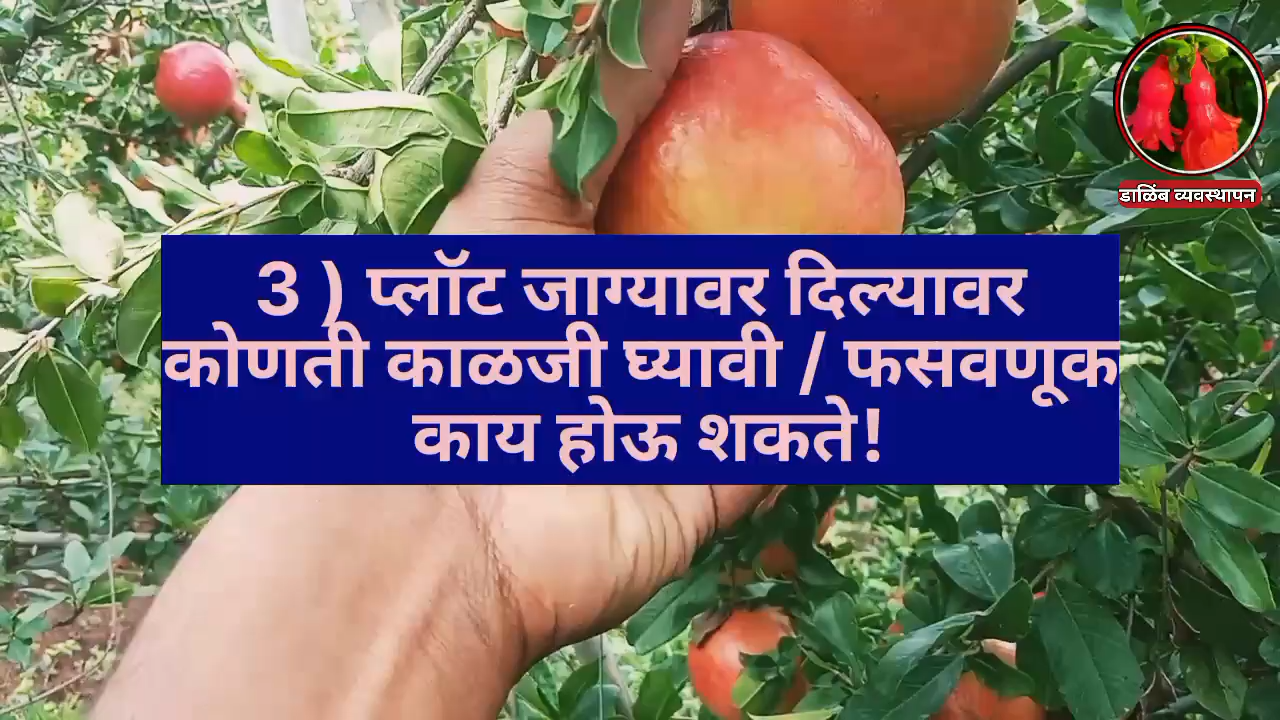 डाळिंब व्यवस्थापन
3 ) प्लॉट जाग्यावर दिल्यावर
कोणती काळजी घ्यावी / फसवणूक
काय होऊ शकते!